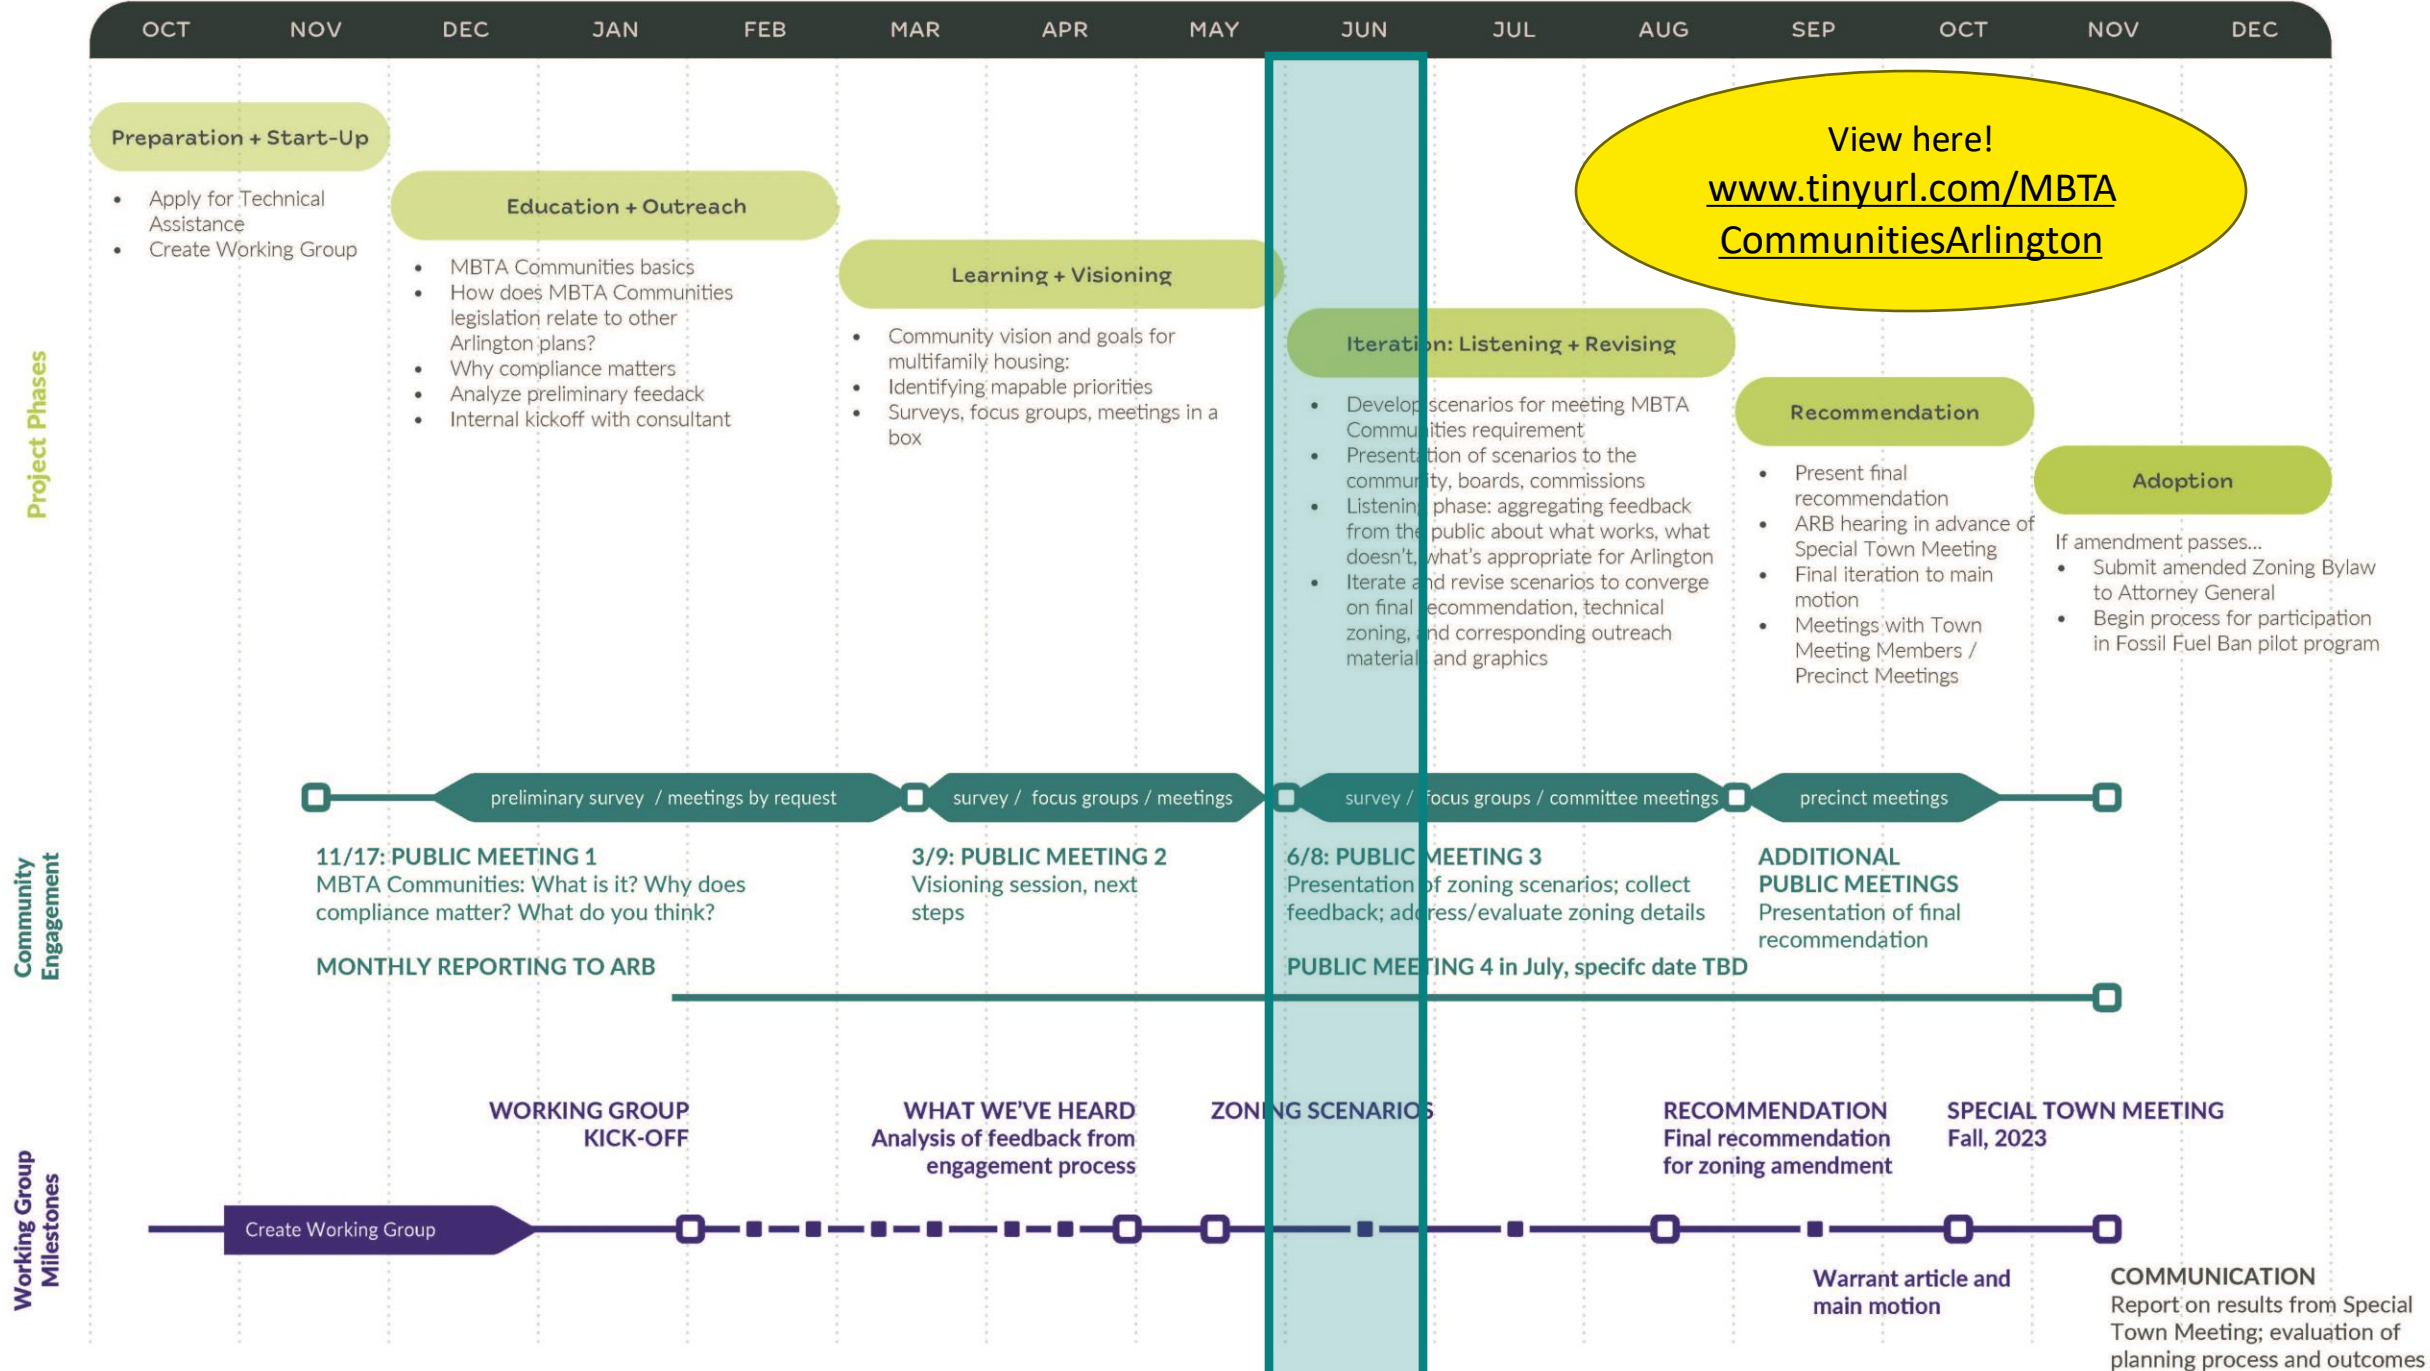 OCT NOV DEC JAN FEB MAR APR MAY JUN JUL AUG SEP OCT NOV DEC
View here!
www.tinyurl.com/MBTA
CommunitiesArlington
Project Phases
Preparation + Start-Up
• Apply for Technical
Assistance
• Create Working Group
Education + Outreach
• MBTA Communities basics
• How does MBTA Communities
legislation relate to other
Arlington plans?
• Why compliance matters
• Analyze preliminary feedack
• Internal kickoff with consultant
Learning + Visioning
• Community vision and goals for
multifamily housing:
• Identifying mapable priorities
• Surveys, focus groups, meetings in a
box
Iteration: Listening + Revising
• Develop scenarios for meeting MBTA
Communities requirement
• Presentation of scenarios to the
community, boards, commissions
• Listening phase: aggregating feedback
from the public about what works, what
doesn't, what's appropriate for Arlington
• Iterate and revise scenarios to converge
on final recommendation, technical
zoning, and corresponding outreach
materials and graphics
Recommendation
• Present final
recommendation
• ARB hearing in advance of
Special Town Meeting
• Final iteration to main
motion
• Meetings with Town
Meeting Members /
Precinct Meetings
Adoption
If amendment passes...
• Submit amended Zoning Bylaw
to Attorney General
• Begin process for participation
in Fossil Fuel Ban pilot program
Community
Engagement
preliminary survey / meetings by request
survey / focus groups / meetings
survey / focus groups / committee meetings
precinct meetings
11/17: PUBLIC MEETING 1
MBTA Communities: What is it? Why does
compliance matter? What do you think?
MONTHLY REPORTING TO ARB
3/9: PUBLIC MEETING 2
Visioning session, next
steps
6/8: PUBLIC MEETING 3
Presentation of zoning scenarios; collect
feedback; address/evaluate zoning details
PUBLIC MEETING 4 in July, specifc date TBD
ADDITIONAL
PUBLIC MEETINGS
Presentation of final
recommendation
Working Group
Milestones
Create Working Group
WORKING GROUP
KICK-OFF
WHAT WE'VE HEARD
Analysis of feedback from
engagement process
ZONING SCENARIOS
RECOMMENDATION
Final recommendation
for zoning amendment
SPECIAL TOWN MEETING
Fall, 2023
Warrant article and
main motion
COMMUNICATION
Report on results from Special
Town Meeting; evaluation of
planning process and outcomes